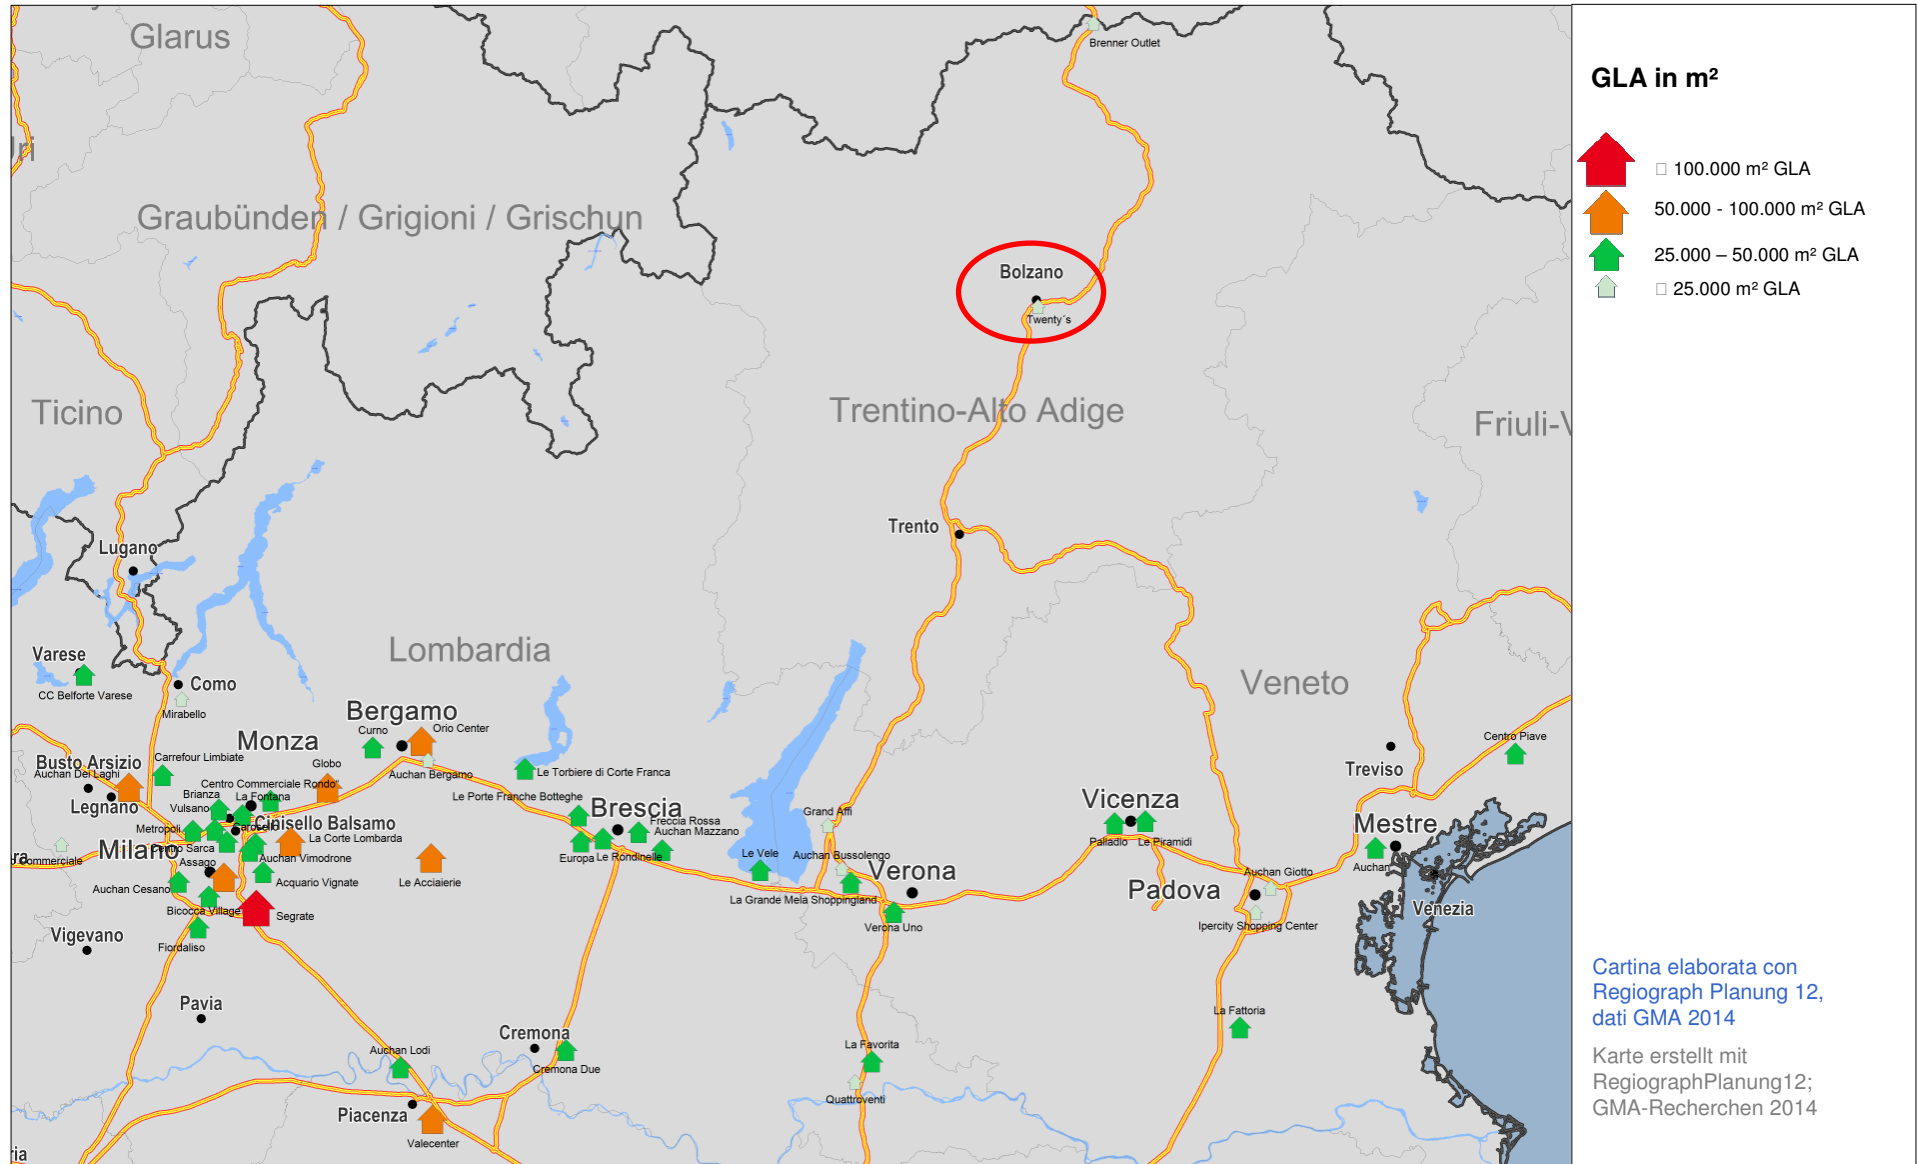 Glarus
Brenner Outlet
Graubünden / Grigioni / Grischun
Bolzano
Twenty´s
Ticino
Trentino-Alto Adige
Friuli-V
Trento
Lugano
Lombardia
Varese
CC Belforte Varese
Como
Mirabello
Veneto
Bergamo
Curno
Orio Center
Auchan Bergamo
Monza
Globo
Carrefour Limbiate
Busto Arsizio
Auchan Dei Laghi
Legnano
Centro Commerciale Rondo
Brianza
La Fontana
Vulsano
Cinisello Balsamo
Metropoli
Carosello
La Corte Lombarda
Milano
Centro Sarca
Auchan Vimodrone
Assago
Acquario Vignate
Auchan Cesano
Bicocca Village
Segrate
Fiordaliso
Le Acciaierie
Le Torbiere di Corte Franca
Le Porte Franche Botteghe
Brescia
Freccia Rossa
Auchan Mazzano
Europa
Le Rondinelle
Grand Affi
Le Vele
Auchan Bussolengo
Verona
La Grande Mela Shoppingland
Verona Uno
Vicenza
Palladio
Le Piramidi
Padova
Auchan Giotto
Ipercity Shopping Center
Treviso
Centro Piave
Mestre
Auchan
Venezia
Vigevano
Pavia
Cremona
Cremona Due
Auchan Lodi
Piacenza
Valecenter
La Favorita
Quattroventi
La Fattoria
GLA in m²
100.000 m² GLA
50.000 - 100.000 m² GLA
25.000 – 50.000 m² GLA
25.000 m² GLA
Cartina elaborata con
Regiograph Planung 12,
dati GMA 2014
Karte erstellt mit
RegiographPlanung12;
GMA-Recherchen 2014